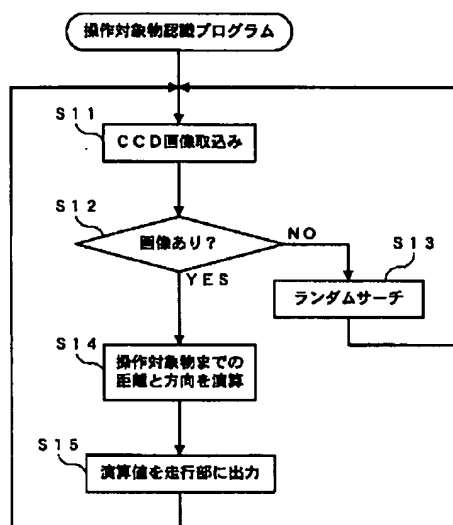 操作対象物認識プログラム
S11
CCD画像取込み
S12
画像あり?
NO
S13
YES
ランダムサーチ
S14
操作対象物までの
距離と方向を演算
S15
演算値を走行部に出力